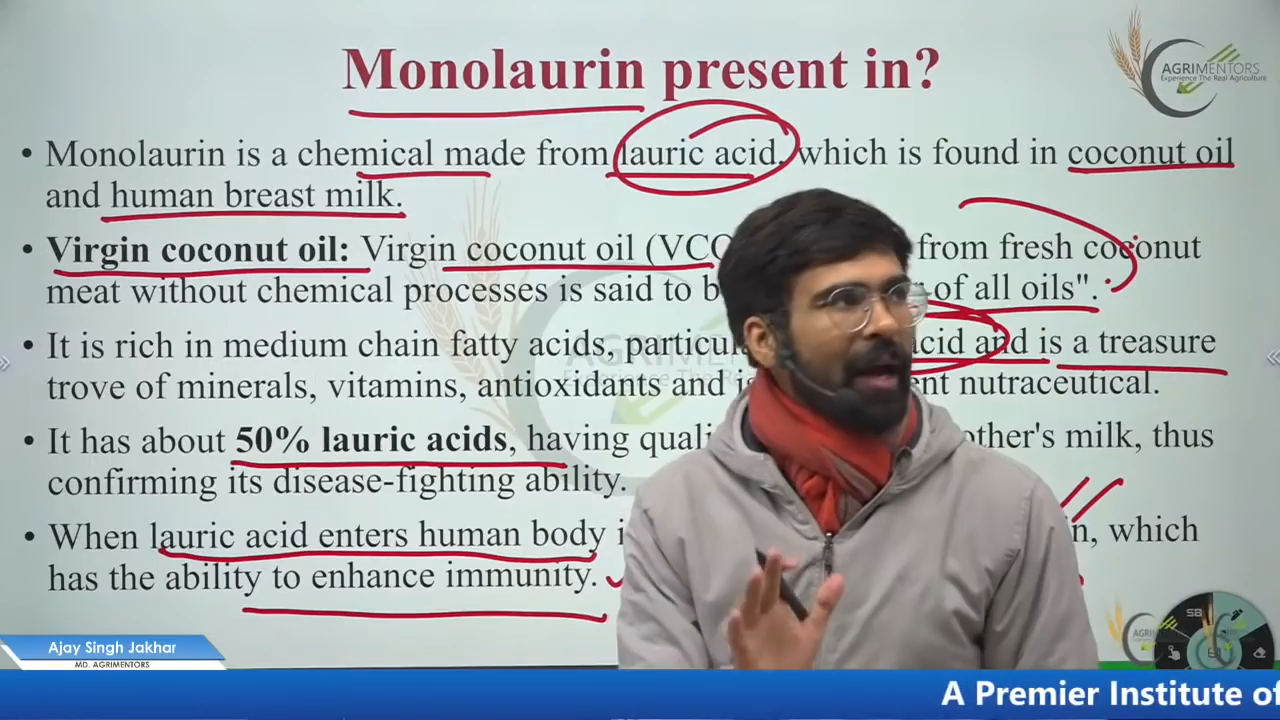 Monolaurin present in?
AGRIMENTORS
Experience The Real Agriculture
• Monolaurin is a chemical made from lauric acid, which is found in coconut oil
and human breast milk.
• Virgin coconut oil: Virgin coconut oil (VCO from fresh coconut
meat without chemical processes is said to of all oils".
• It is rich in medium chain fatty acids, acid and is a treasure
trove of minerals, vitamins, antioxidants and nutraceutical.
• It has about 50% lauric acids, having milk, thus
confirming its disease-fighting ability.
• When lauric acid enters human body which
has the ability to enhance immunity.
SB
Ajay Singh Jakhar
MD. AGRIMENTORS
A Premier Institute of